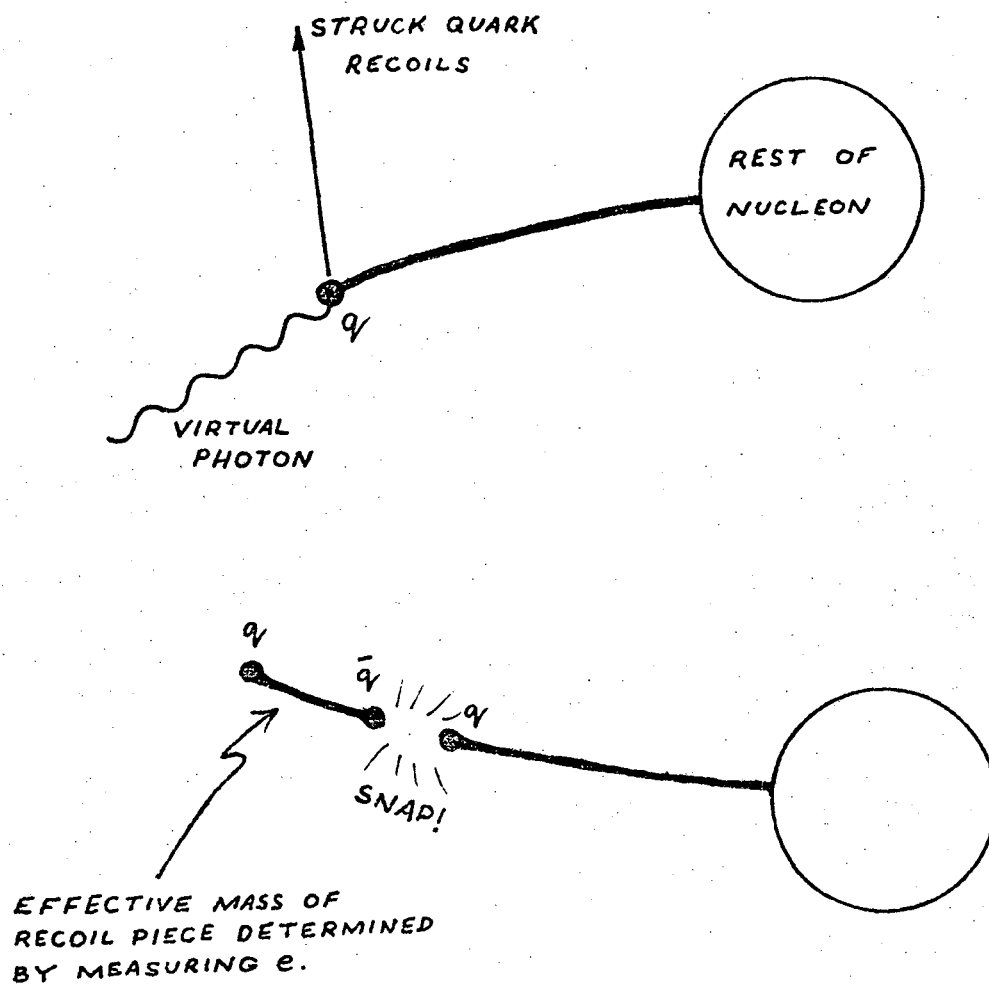 STRUCK QUARK
RECOILS
REST OF
NUCLEON
q
VIRTUAL
PHOTON
q
q̄
q
SNAP!
EFFECTIVE MASS OF
RECOIL PIECE DETERMINED
BY MEASURING e.